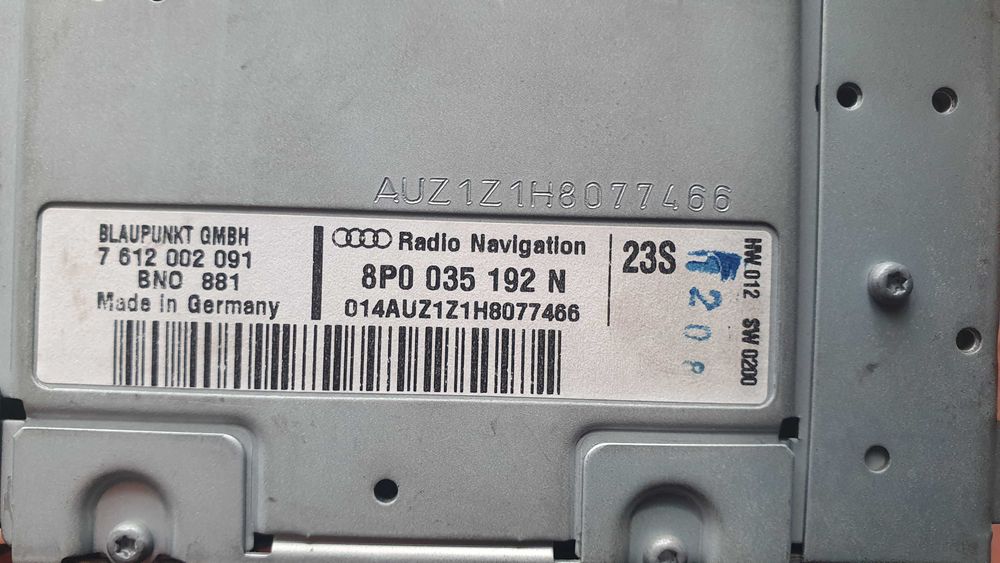 AUZ1Z1H8077466
BLAUPUNKT GMBH
7 612 002 091
BNO 881
Made in Germany
Radio Navigation
8P0 035 192 N
014AUZ1Z1H8077466
23S
220P
HW 012 SW 0200